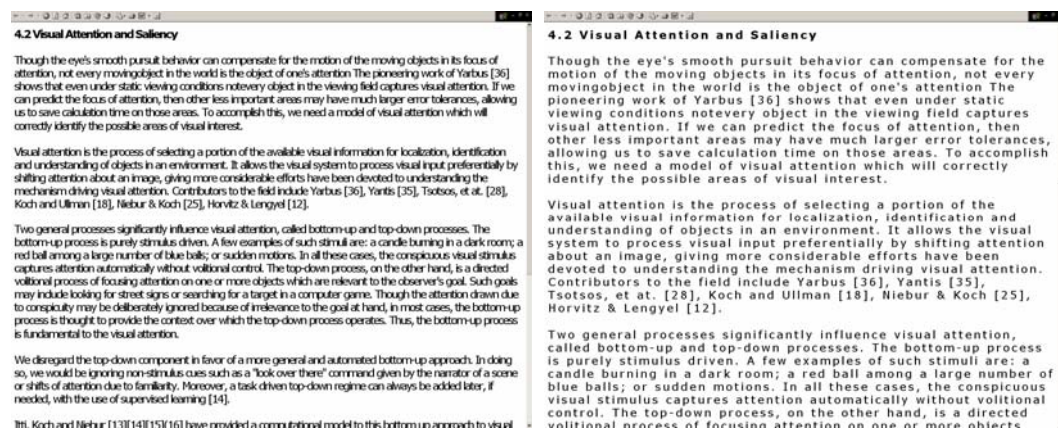 4.2 Visual Attention and Saliency
Though the eye's smooth pursuit behavior can compensate for the motion of the moving objects in its focus of
attention, not every movingobject in the world is the object of one's attention The pioneering work of Yarbus [36]
shows that even under static viewing conditions notevery object in the viewing field captures visual attention. If we
can predict the focus of attention, then other less important areas may have much larger error tolerances, allowing
us to save calculation time on those areas. To accomplish this, we need a model of visual attention which will
correctly identify the possible areas of visual interest.
Visual attention is the process of selecting a portion of the available visual information for localization, identification
and understanding of objects in an environment. It allows the visual system to process visual input preferentially by
shifting attention about an image, giving more considerable efforts have been devoted to understanding the
mechanism driving visual attention. Contributors to the field include Yarbus [36], Yantis [35], Tsotsos, et at. [28],
Koch and Ullman [18], Niebur & Koch [25], Horvitz & Lengyel [12].
Two general processes significantly influence visual attention, called bottom-up and top-down processes. The
bottom-up process is purely stimulus driven. A few examples of such stimuli are: a candle burning in a dark room; a
red ball among a large number of blue balls; or sudden motions. In all these cases, the conspicuous visual stimulus
captures attention automatically without volitional control. The top-down process, on the other hand, is a directed
volitional process of focusing attention on one or more objects which are relevant to the observer's goal. Such goals
may include looking for street signs or searching for a target in a computer game. Though the attention drawn due
to conspicuity may be deliberately ignored because of irrelevance to the goal at hand, in most cases, the bottom-up
process is thought to provide the context over which the top-down process operates. Thus, the bottom-up process
is fundamental to the visual attention.
We disregard the top-down component in favor of a more general and automated bottom-up approach. In doing
so, we would be ignoring non-stimulus cues such as a "look over there" command given by the narrator of a scene
or shifts of attention due to familiarity. Moreover, a task driven top-down regime can always be added later, if
needed, with the use of supervised learning [14].
Itti, Koch and Niebur [13][14][15][16] have provided a computational model to this bottom up approach to visual
4.2 Visual Attention and Saliency
Though the eye's smooth pursuit behavior can compensate for the
motion of the moving objects in its focus of attention, not every
movingobject in the world is the object of one's attention The
pioneering work of Yarbus [36] shows that even under static
viewing conditions notevery object in the viewing field captures
visual attention. If we can predict the focus of attention, then
other less important areas may have much larger error tolerances,
allowing us to save calculation time on those areas. To accomplish
this, we need a model of visual attention which will correctly
identify the possible areas of visual interest.
Visual attention is the process of selecting a portion of the
available visual information for localization, identification and
understanding of objects in an environment. It allows the visual
system to process visual input preferentially by shifting attention
about an image, giving more considerable efforts have been
devoted to understanding the mechanism driving visual attention.
Contributors to the field include Yarbus [36], Yantis [35],
Tsotsos, et at. [28], Koch and Ullman [18], Niebur & Koch [25],
Horvitz & Lengyel [12].
Two general processes significantly influence visual attention,
called bottom-up and top-down processes. The bottom-up process
is purely stimulus driven. A few examples of such stimuli are: a
candle burning in a dark room; a red ball among a large number of
blue balls; or sudden motions. In all these cases, the conspicuous
visual stimulus captures attention automatically without volitional
control. The top-down process, on the other hand, is a directed
volitional process of focusing attention on one or more objects